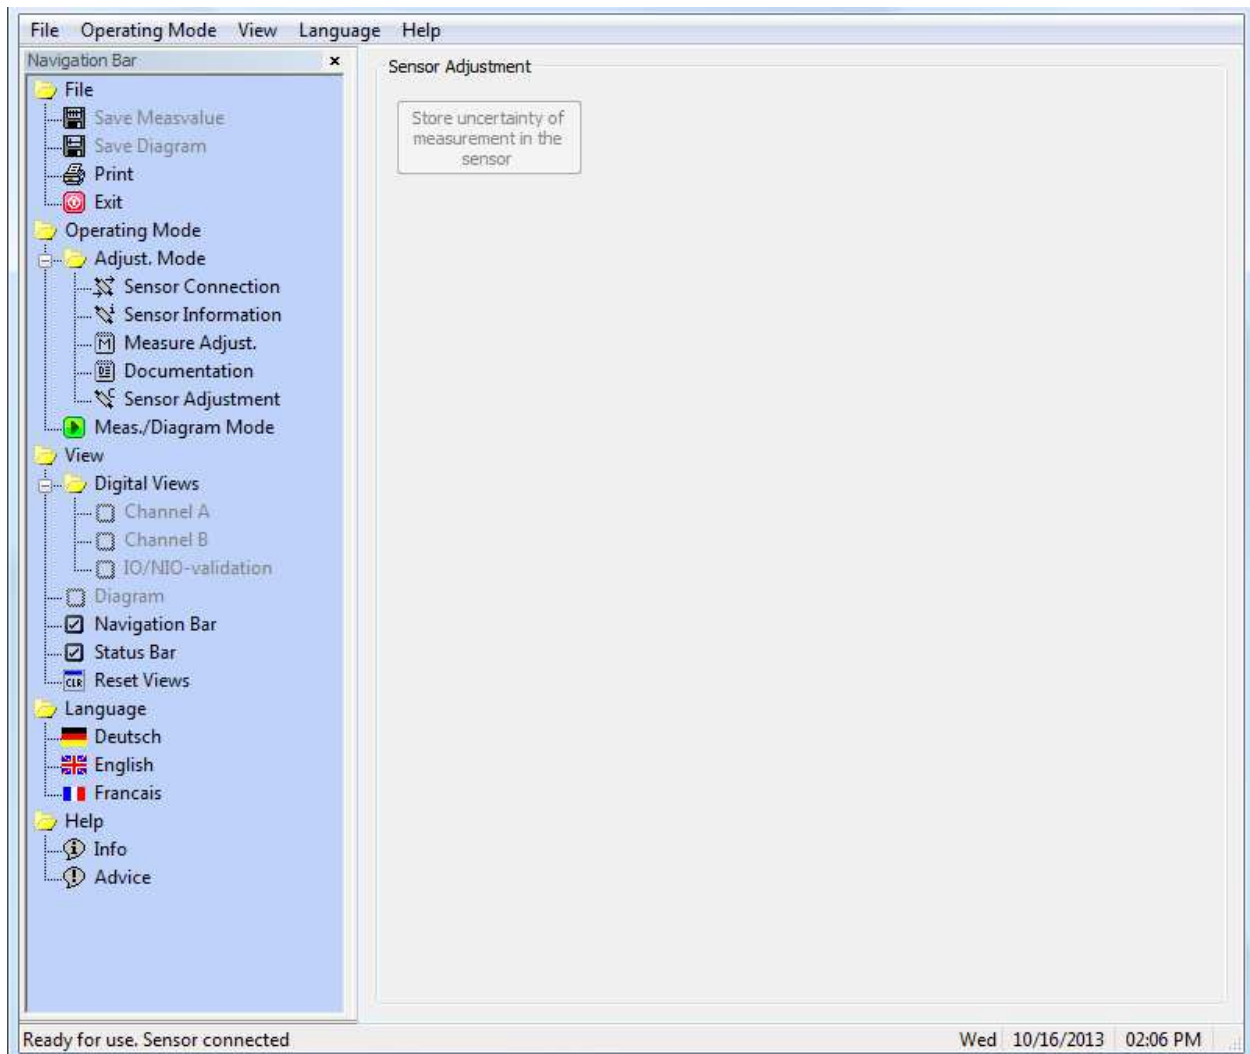 File Operating Mode View Language Help
Navigation Bar
File
Save Measvalue
Save Diagram
Print
Exit
Operating Mode
Adjust. Mode
Sensor Connection
Sensor Information
Measure Adjust.
Documentation
Sensor Adjustment
Meas./Diagram Mode
View
Digital Views
Channel A
Channel B
IO/NIO-validation
Diagram
Navigation Bar
Status Bar
CLR Reset Views
Language
Deutsch
English
Francais
Help
Info
Advice
Sensor Adjustment
Store uncertainty of
measurement in the
sensor
Ready for use. Sensor connected
Wed 10/16/2013 02:06 PM